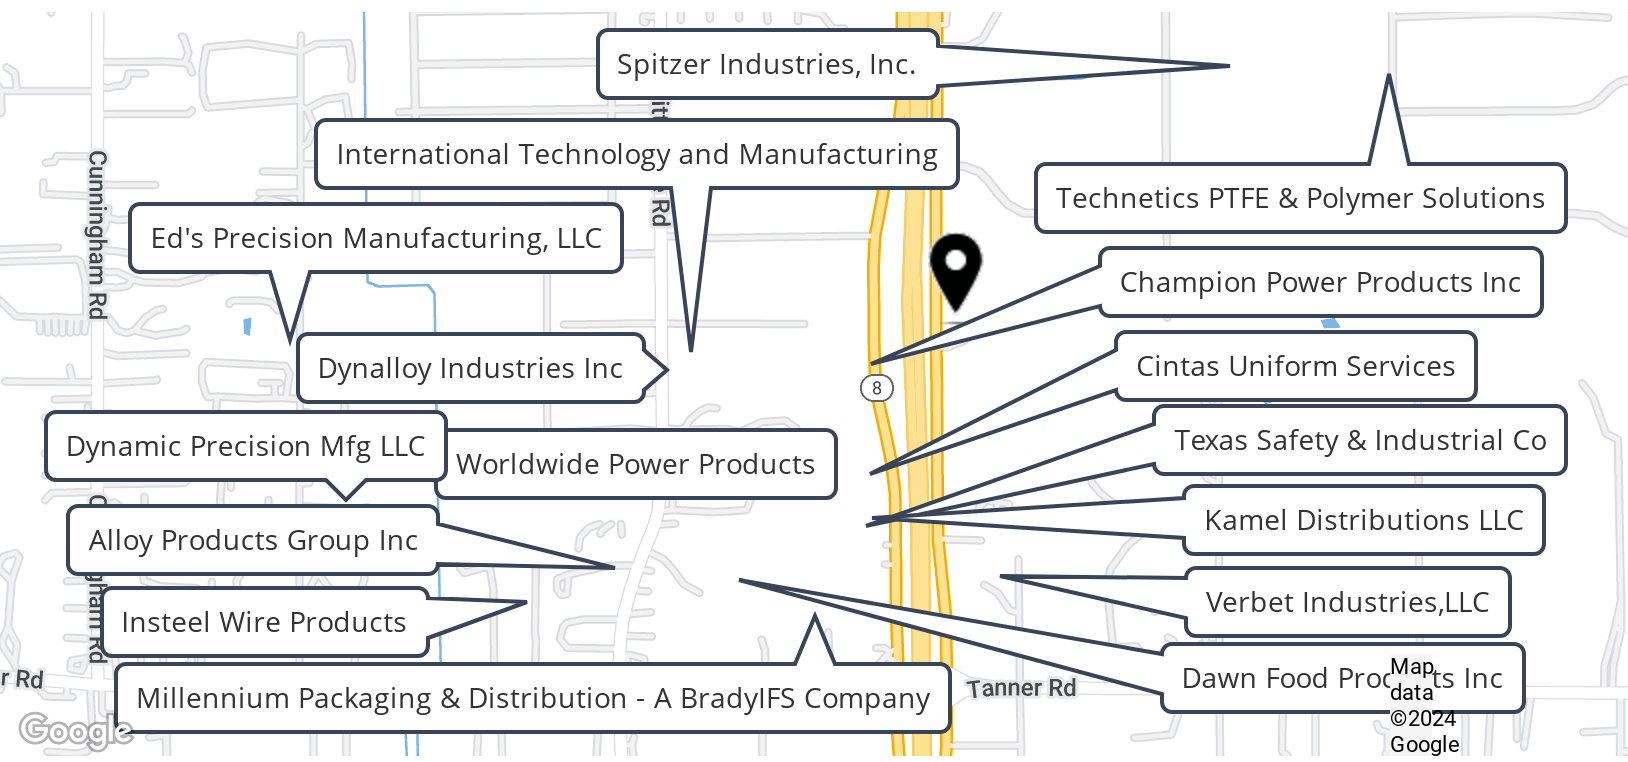 Spitzer Industries, Inc.
International Technology and Manufacturing
Rd
Technetics PTFE & Polymer Solutions
Cunningham Rd
Ed's Precision Manufacturing, LLC
Champion Power Products Inc
Dynalloy Industries Inc
Cintas Uniform Services
8
Dynamic Precision Mfg LLC
Worldwide Power Products
Texas Safety & Industrial Co
Alloy Products Group Inc
Kamel Distributions LLC
Insteel Wire Products
Rd
Verbet Industries,LLC
r Rd
Millennium Packaging & Distribution - A BradyIFS Company
Tanner Rd
Dawn Food Products Inc
Google
Map
data
©2024
Google